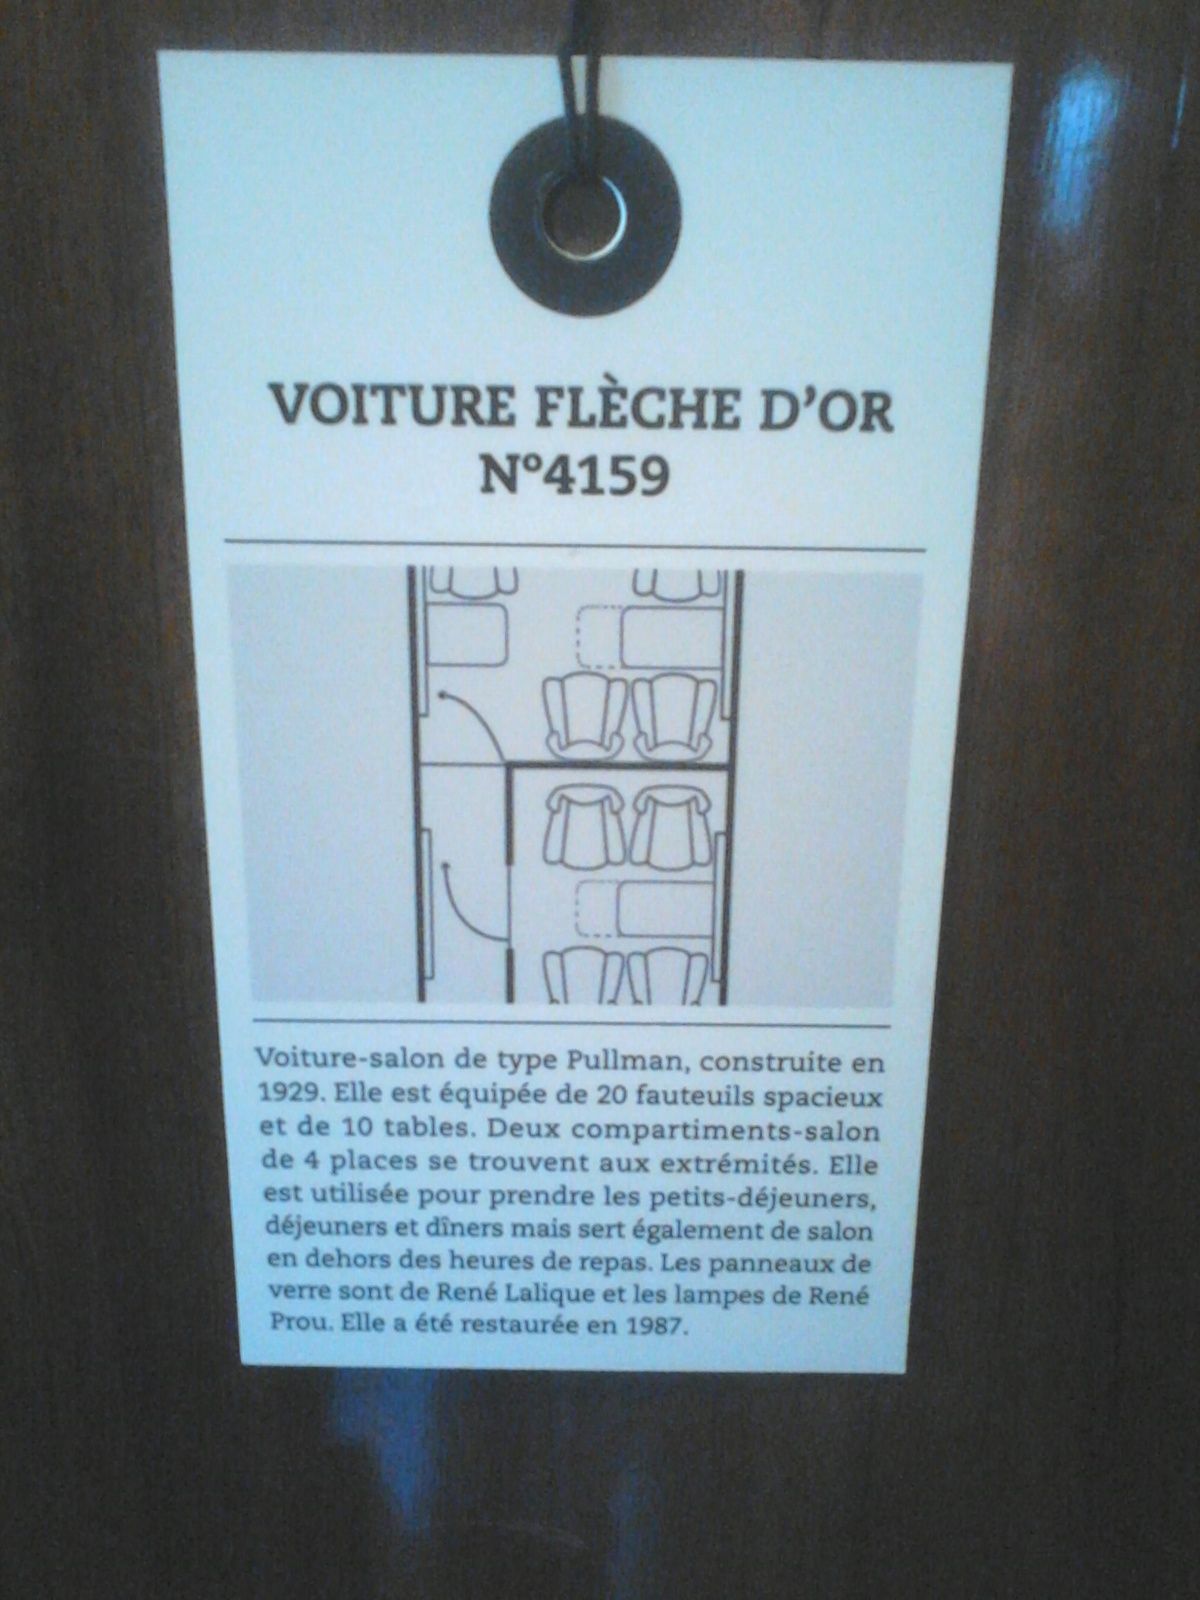 VOITURE FLÈCHE D'OR
Nº4159
Voiture-salon de type Pullman, construite en
1929. Elle est équipée de 20 fauteuils spacieux
et de 10 tables. Deux compartiments-salon
de 4 places se trouvent aux extrémités. Elle
est utilisée pour prendre les petits-déjeuners,
déjeuners et dîners mais sert également de salon
en dehors des heures de repas. Les panneaux de
verre sont de René Lalique et les lampes de René
Prou. Elle a été restaurée en 1987.